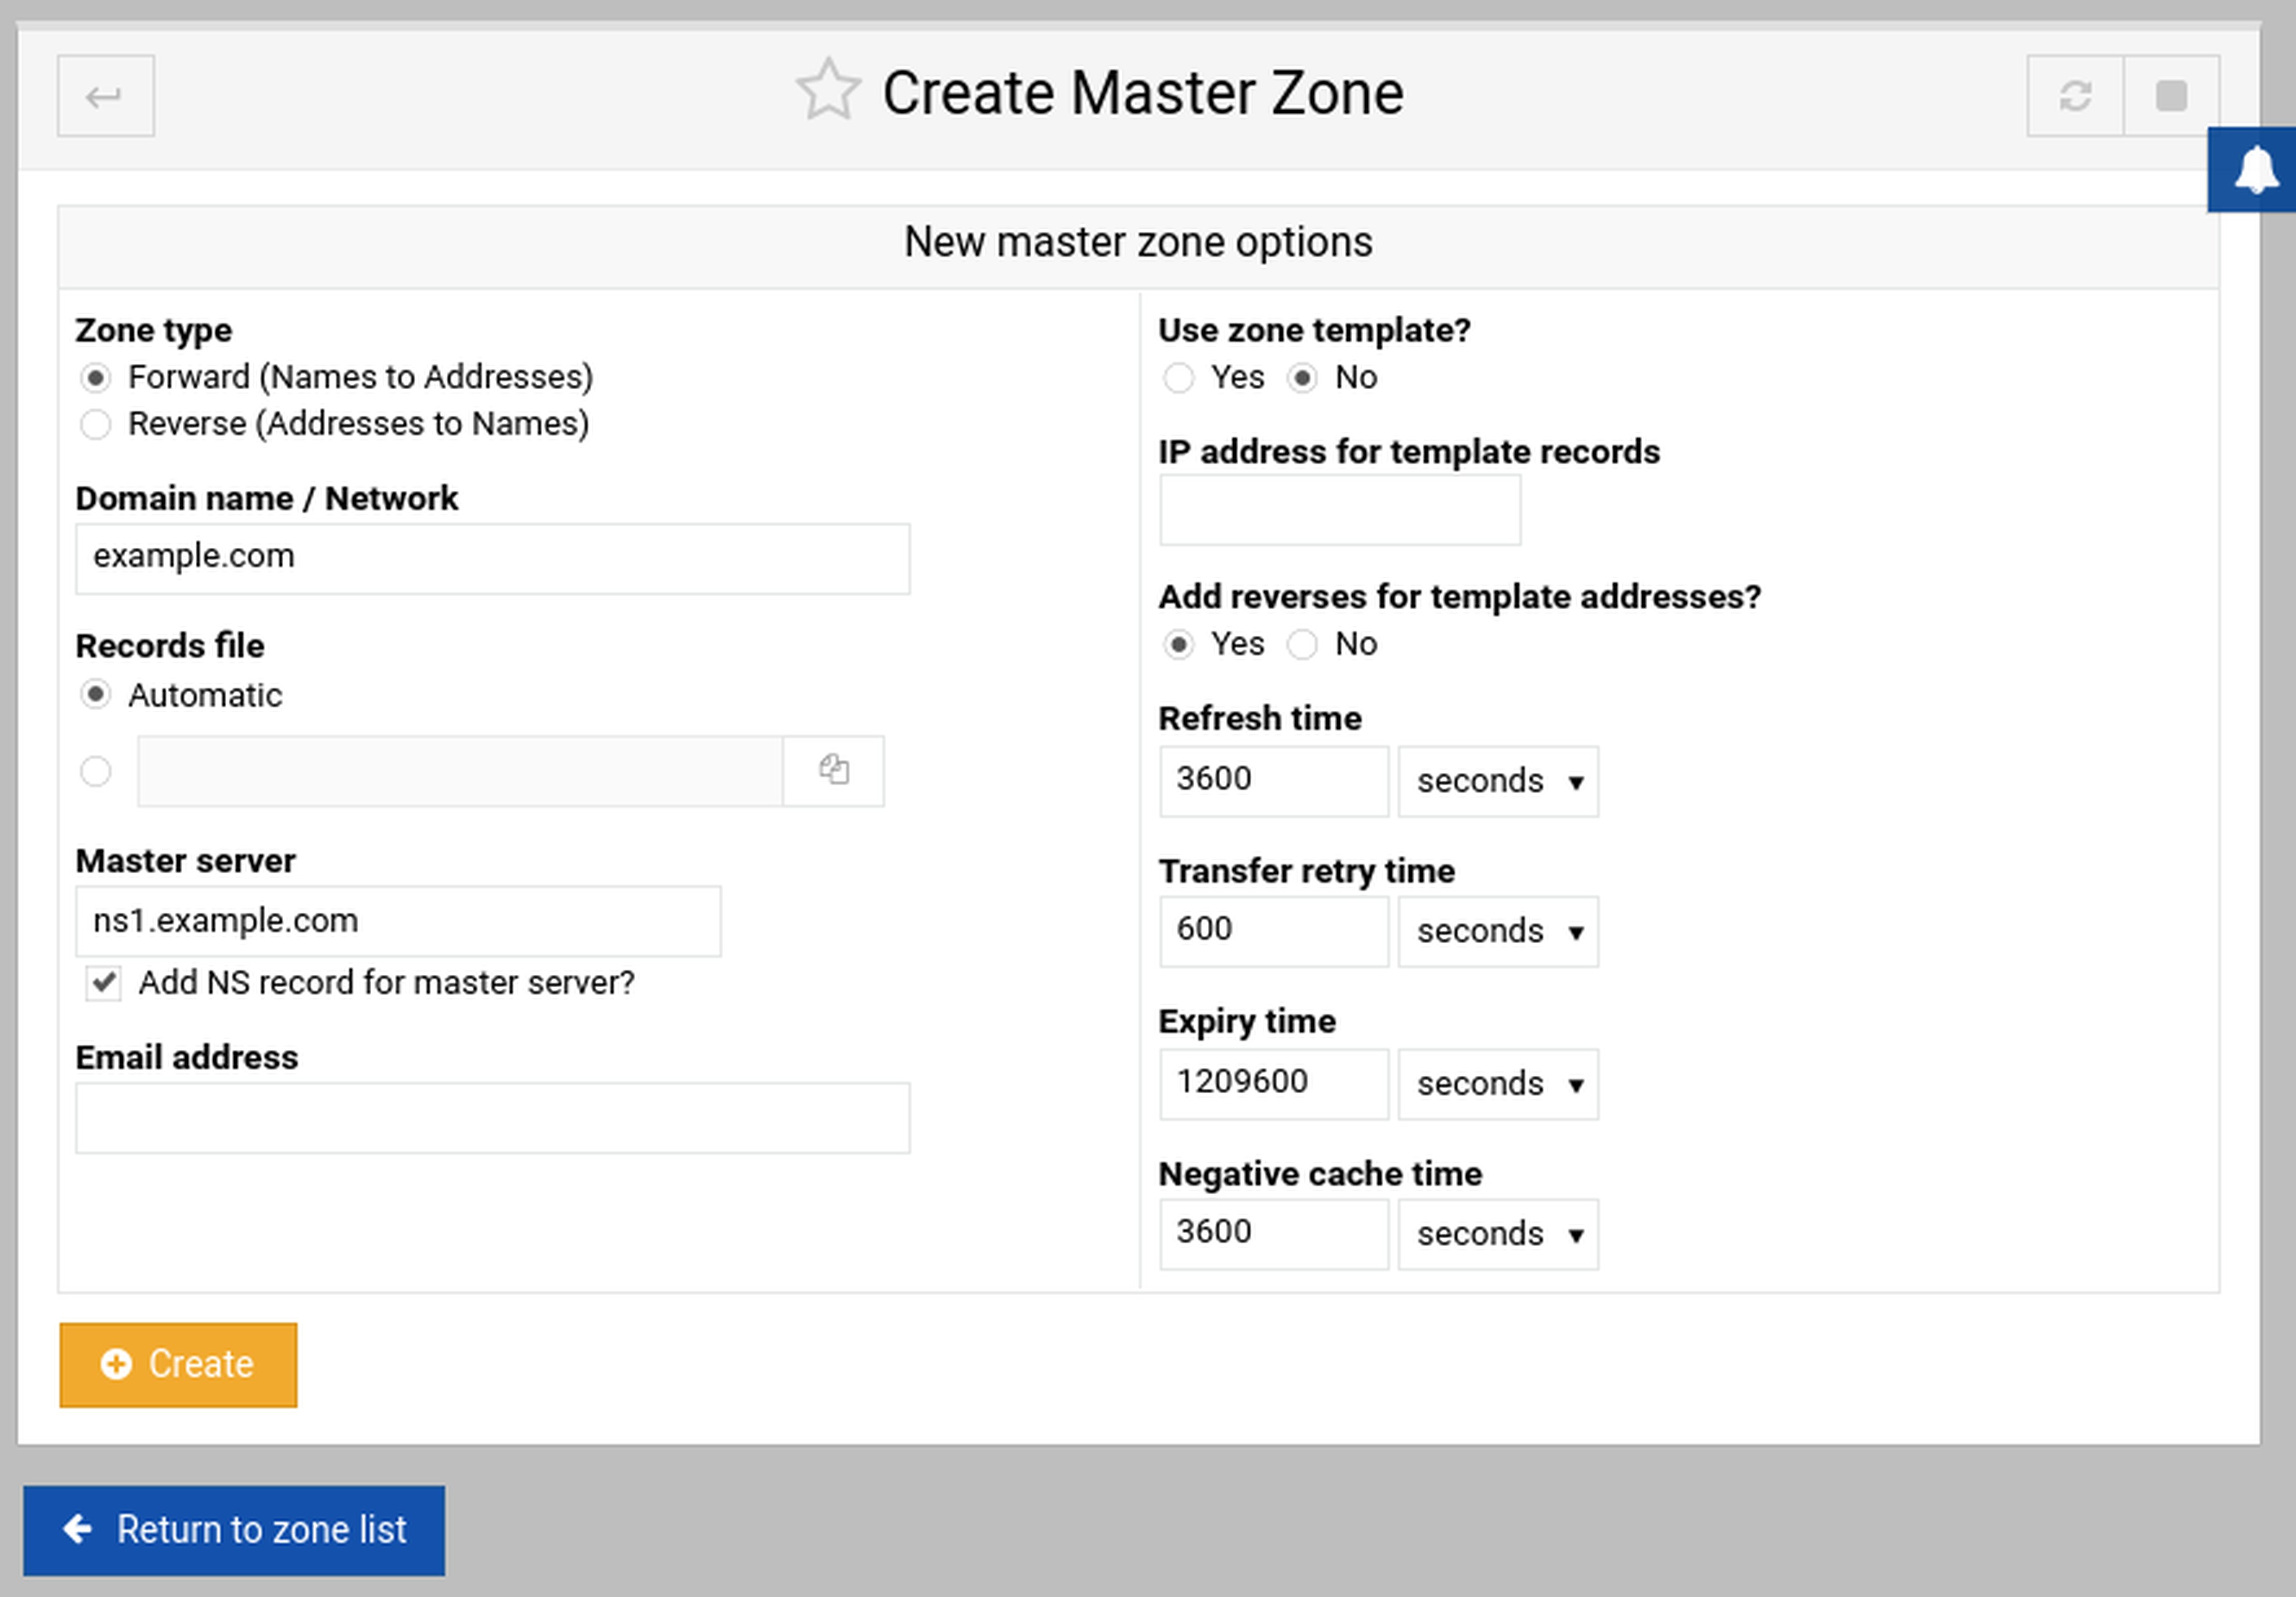 Create Master Zone
New master zone options
Zone type
Forward (Names to Addresses)
Reverse (Addresses to Names)
Domain name / Network
example.com
Records file
Automatic
Master server
ns1.example.com
Add NS record for master server?
Email address
Use zone template?
Yes No
IP address for template records
Add reverses for template addresses?
Yes No
Refresh time
3600 seconds
Transfer retry time
600 seconds
Expiry time
1209600 seconds
Negative cache time
3600 seconds
Create
Return to zone list